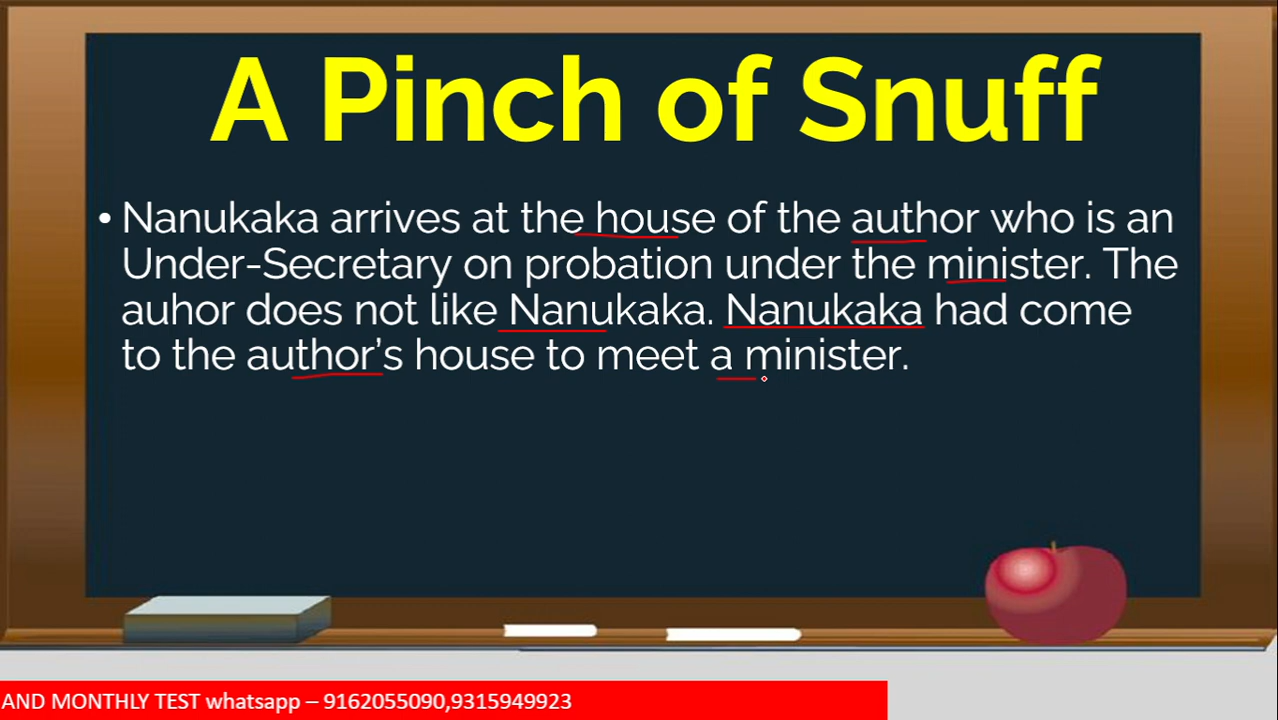 A Pinch of Snuff
• Nanukaka arrives at the house of the author who is an
Under-Secretary on probation under the minister. The
auhor does not like Nanukaka. Nanukaka had come
to the author's house to meet a minister.
AND MONTHLY TEST whatsapp – 9162055090,9315949923